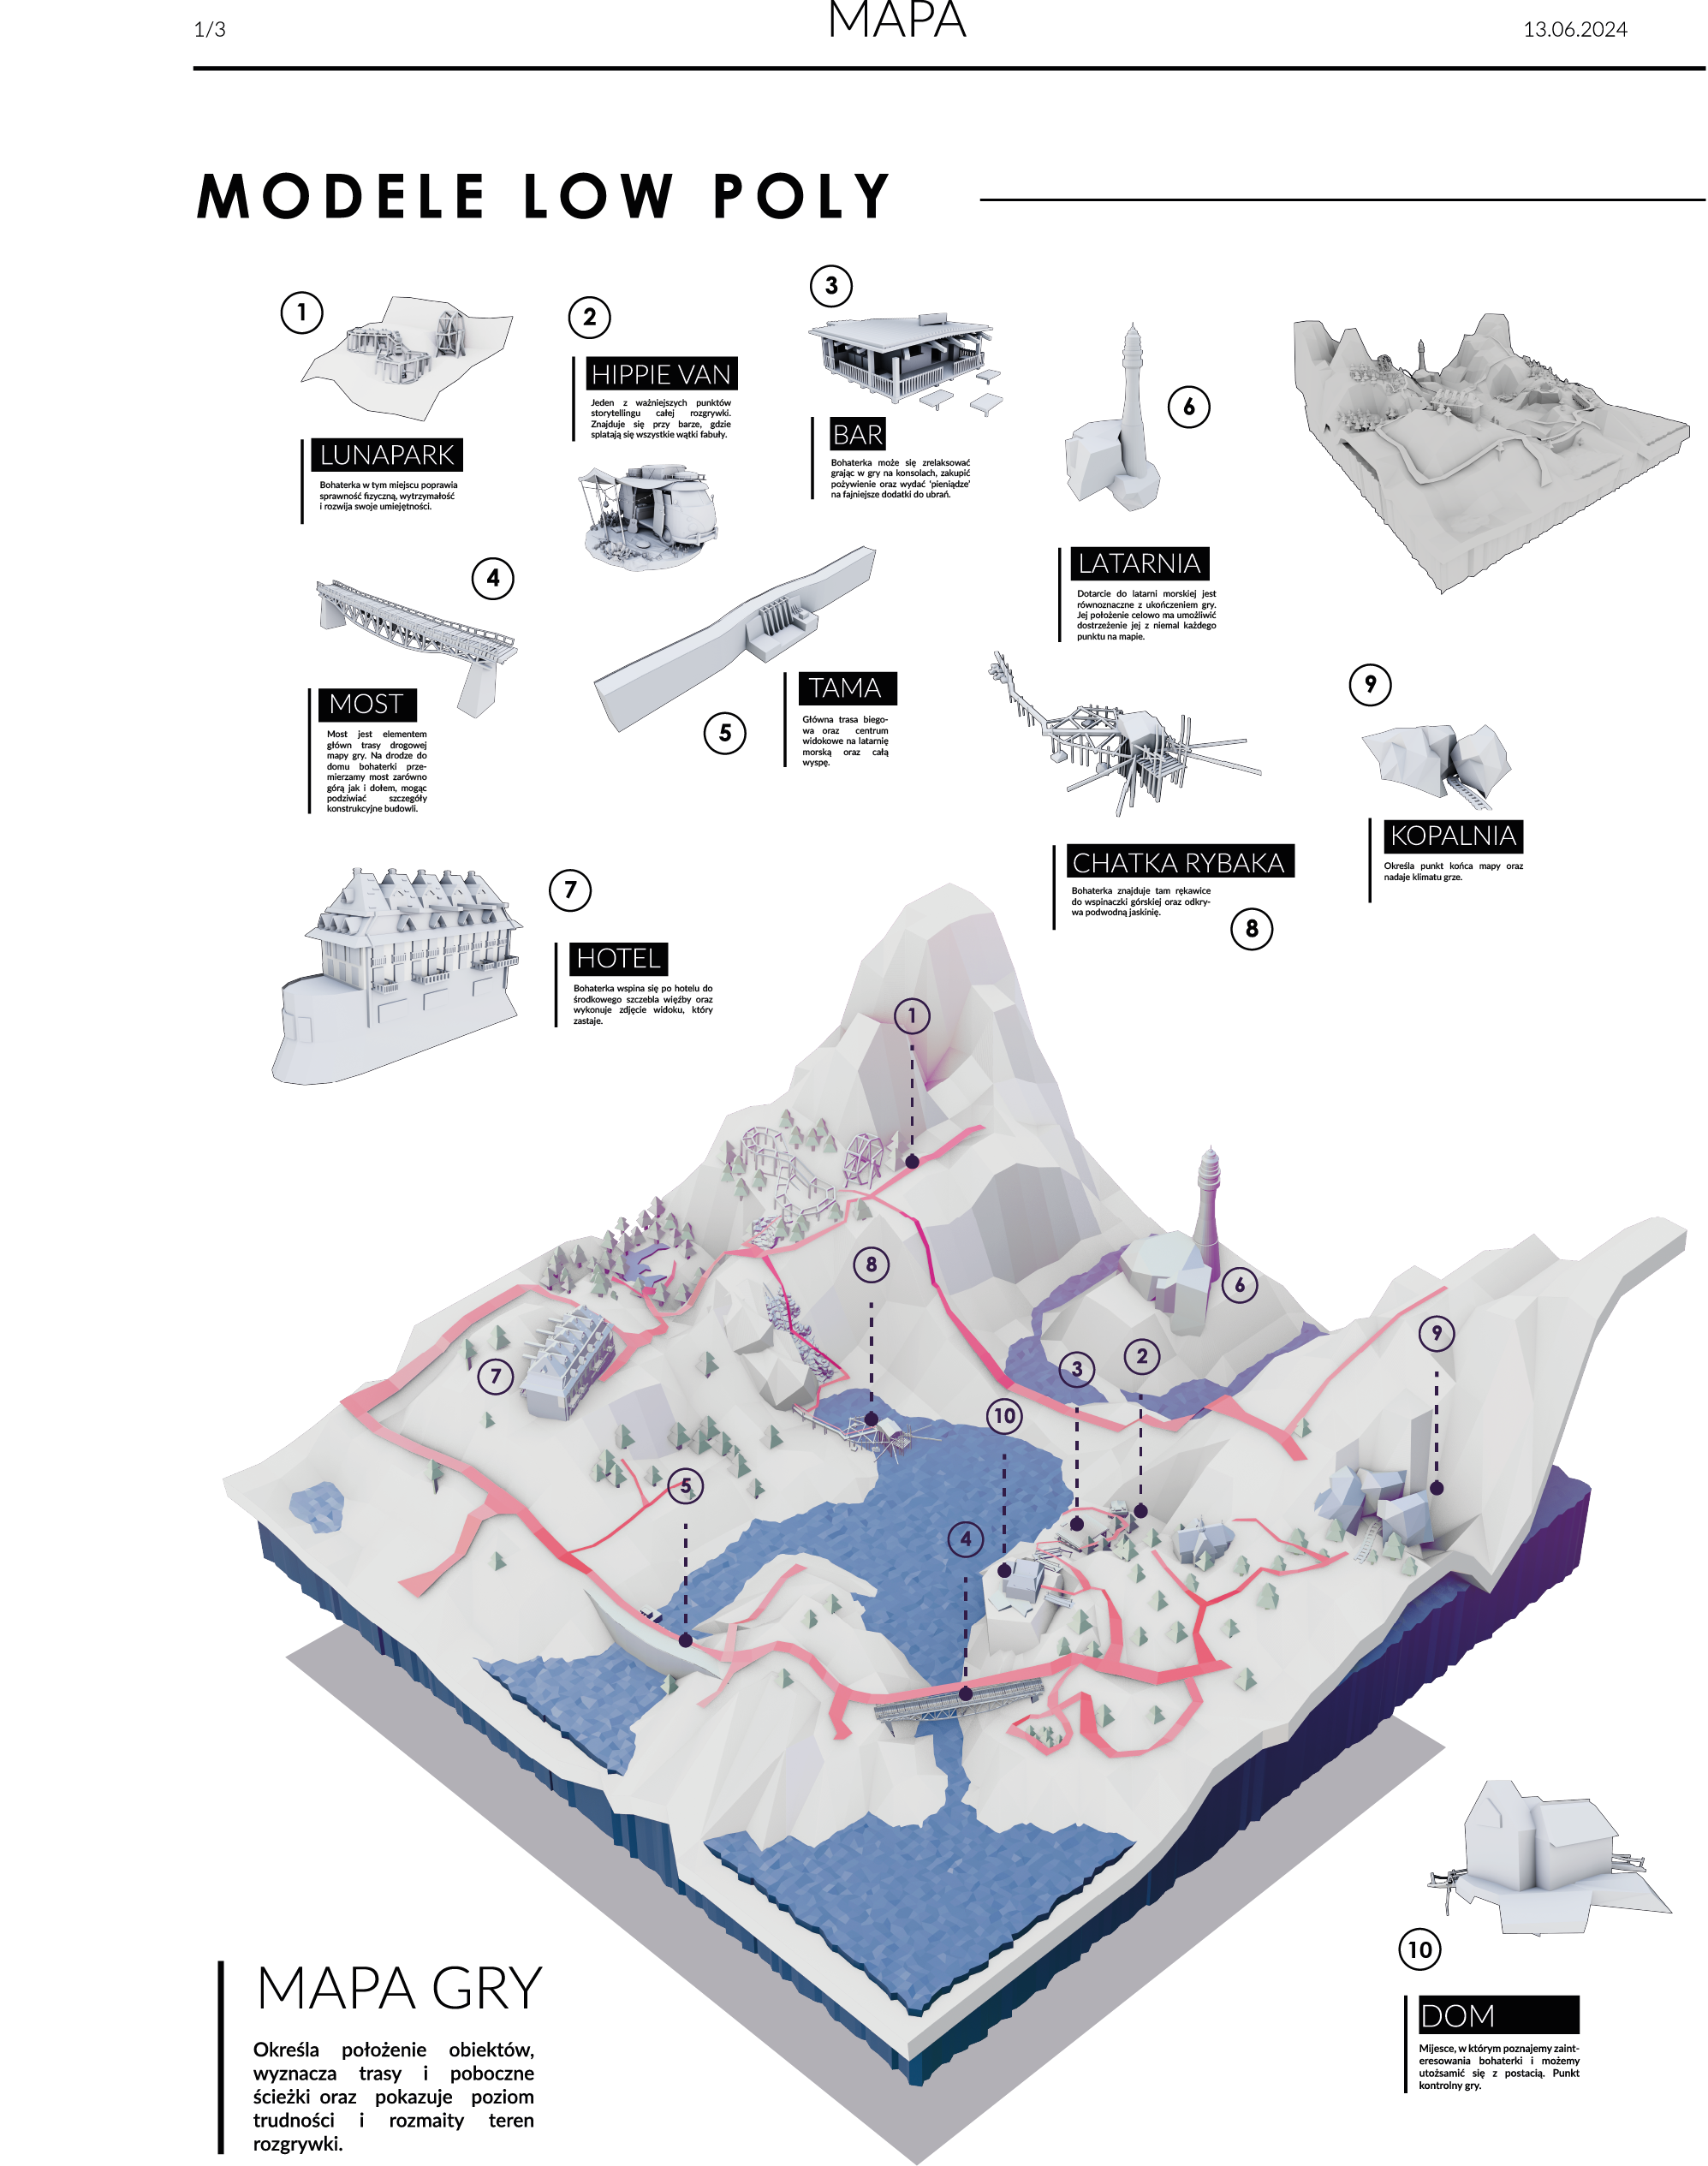 1/3
MAPA
13.06.2024
MODELE LOW POLY
1
LUNAPARK
Bohaterka w tym miejscu poprawia
sprawność fizyczną, wytrzymałość
i rozwija swoje umiejętności.
2
HIPPIE VAN
Jeden z ważniejszych punktów
storytellingu całej rozgrywki.
Znajduje się przy barze, gdzie
splatają się wszystkie wątki fabuły.
3
BAR
Bohaterka może się zrelaksować
grając w gry na konsolach, zakupić
pożywienie oraz wydać 'pieniądze'
na fajniejsze dodatki do ubrań.
6
LATARNIA
Dotarcie do latarni morskiej jest
równoznaczne z ukończeniem gry.
Jej położenie celowo ma umożliwić
dostrzeżenie jej z niemal każdego
punktu na mapie.
4
MOST
Most jest elementem
główn trasy drogowej
mapy gry. Na drodze do
domu bohaterki prze-
mierzamy most zarówno
górą jak i dołem, mogąc
podziwiać szczegóły
konstrukcyjne budowli.
5
TAMA
Główna trasa biego-
wa oraz centrum
widokowe na latarnię
morską oraz całą
wyspę.
9
KOPALNIA
Określa punkt końca mapy oraz
nadaje klimatu grze.
CHATKA RYBAKA
Bohaterka znajduje tam rękawice
do wspinaczki górskiej oraz odkry-
wa podwodną jaskinię.
8
7
HOTEL
Bohaterka wspina się po hotelu do
środkowego szczebla więźby oraz
wykonuje zdjęcie widoku, który
zastaje.
1
8
6
9
2
3
7
10
5
4
10
DOM
Mijesce, w którym poznajemy zaint-
eresowania bohaterki i możemy
utożsamić się z postacią. Punkt
kontrolny gry.
MAPA GRY
Określa położenie obiektów,
wyznacza trasy i poboczne
ścieżki oraz pokazuje poziom
trudności i rozmaity teren
rozgrywki.